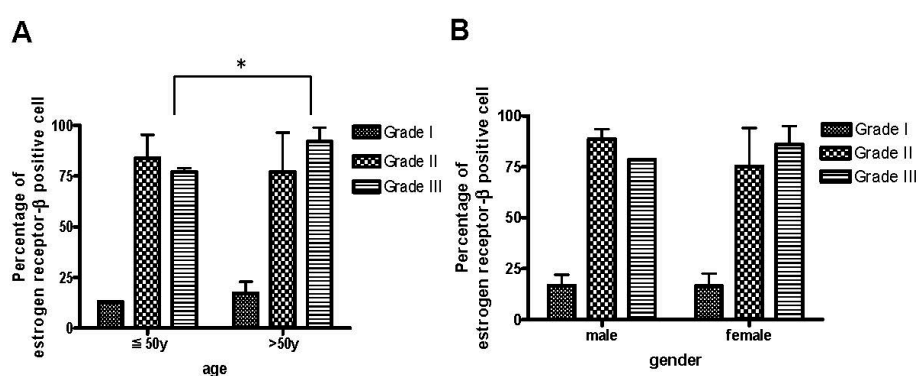 A
*
Percentage of
estrogen receptor-β positive cell
100
75
50
25
0
≦ 50y
>50y
age
Grade I
Grade II
Grade III
B
Percentage of
estrogen receptor-β positive cell
100
75
50
25
0
male
female
gender
Grade I
Grade II
Grade III